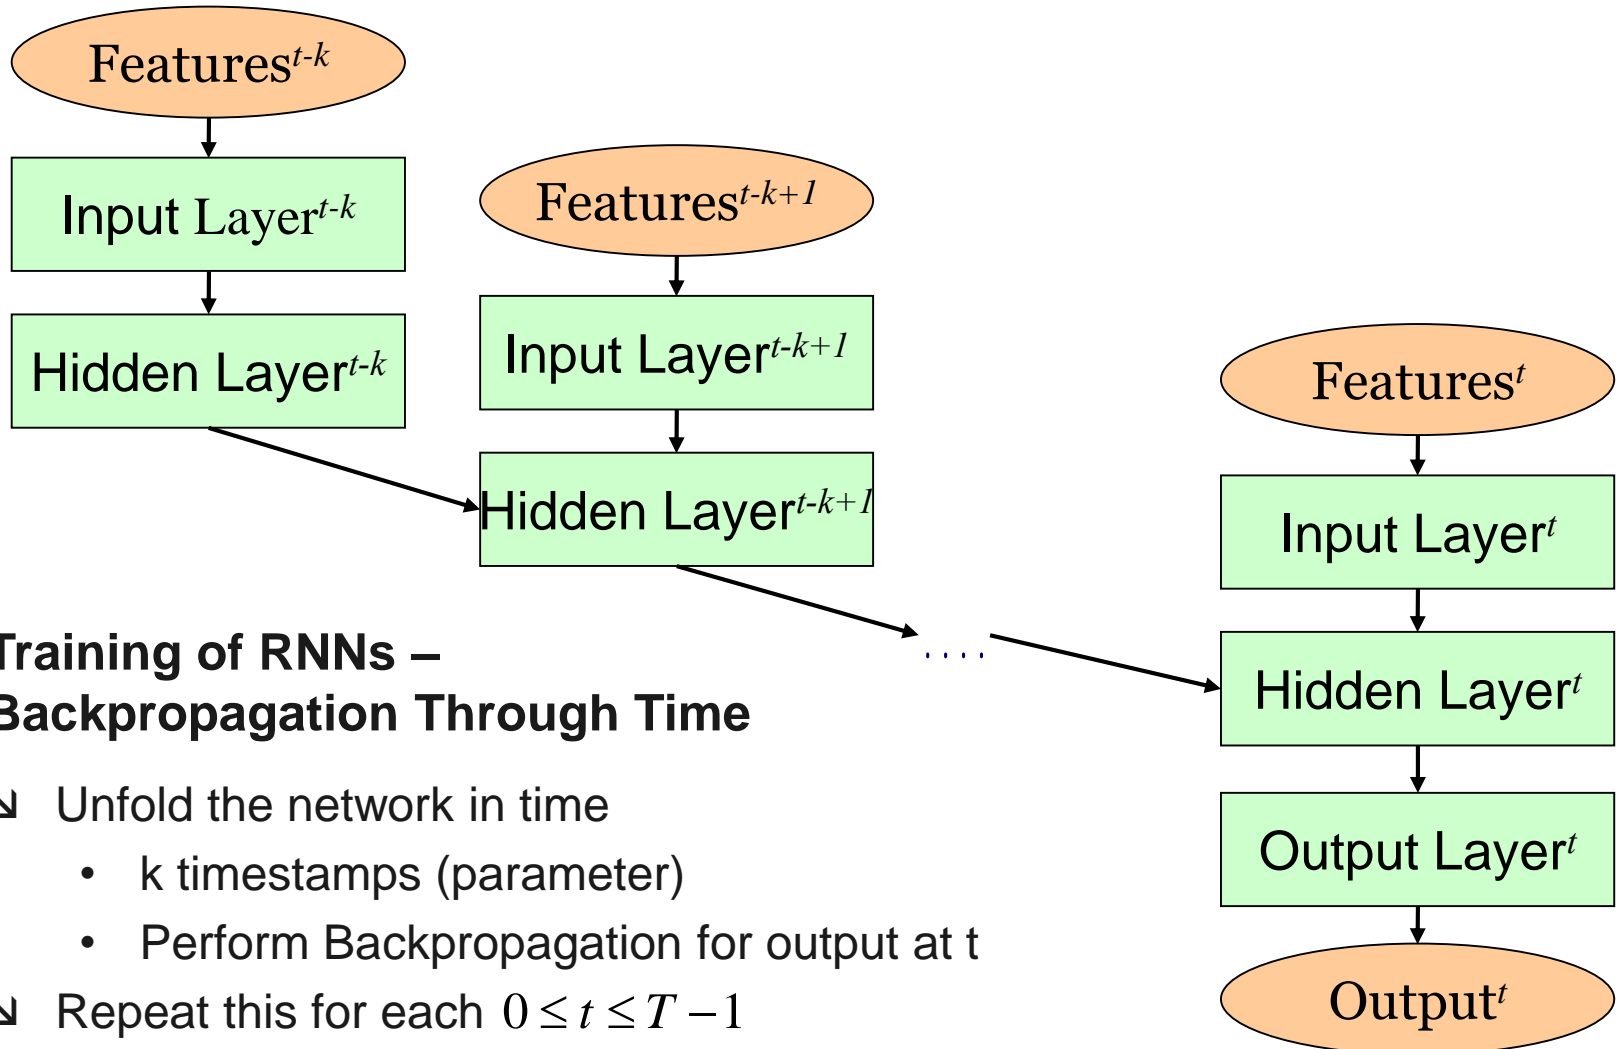 Features^{t-k}
Input Layer^{t-k}
Hidden Layer^{t-k}
Features^{t-k+1}
Input Layer^{t-k+1}
Hidden Layer^{t-k+1}
....
Features^{t}
Input Layer^{t}
Hidden Layer^{t}
Output Layer^{t}
Output^{t}
Training of RNNs –
Backpropagation Through Time
Unfold the network in time
• k timestamps (parameter)
• Perform Backpropagation for output at t
Repeat this for each 0 ≤ t ≤ T − 1